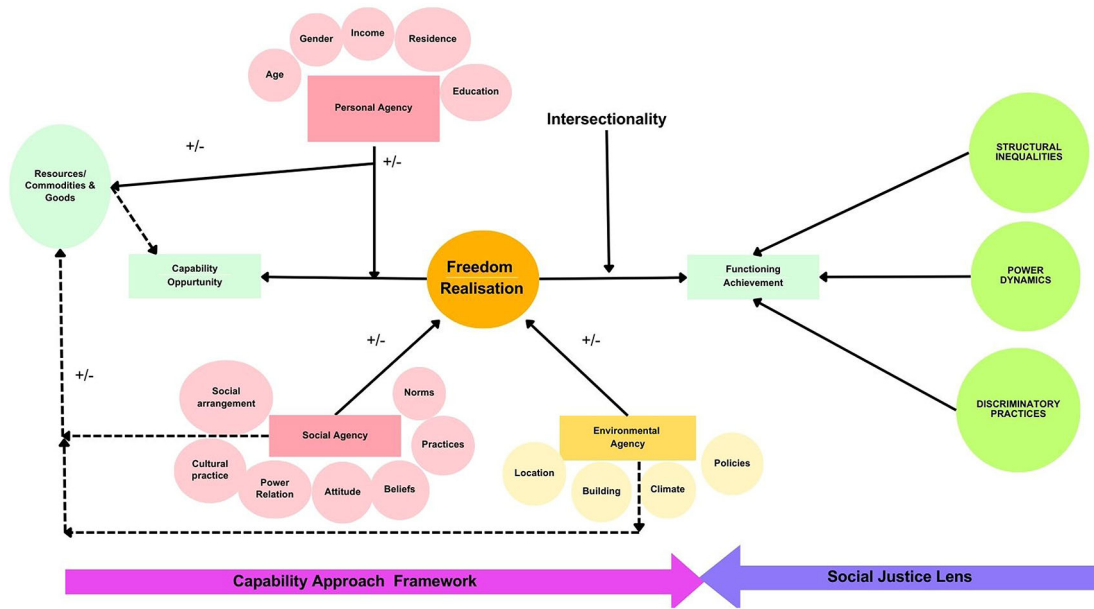 Gender
Income
Residence
Age
Education
Personal Agency
Intersectionality
+/-
+/-
STRUCTURAL
INEQUALITIES
Resources/
Commodities &
Goods
Capability
Oppurtunity
Freedom
Realisation
Functioning
Achievement
POWER
DYNAMICS
+/-
+/-
+/-
Social
arrangement
Norms
Social Agency
Practices
Cultural
practice
Power
Relation
Attitude
Beliefs
Environmental
Agency
Location
Building
Climate
Policies
DISCRIMINATORY
PRACTICES
Capability Approach Framework
Social Justice Lens